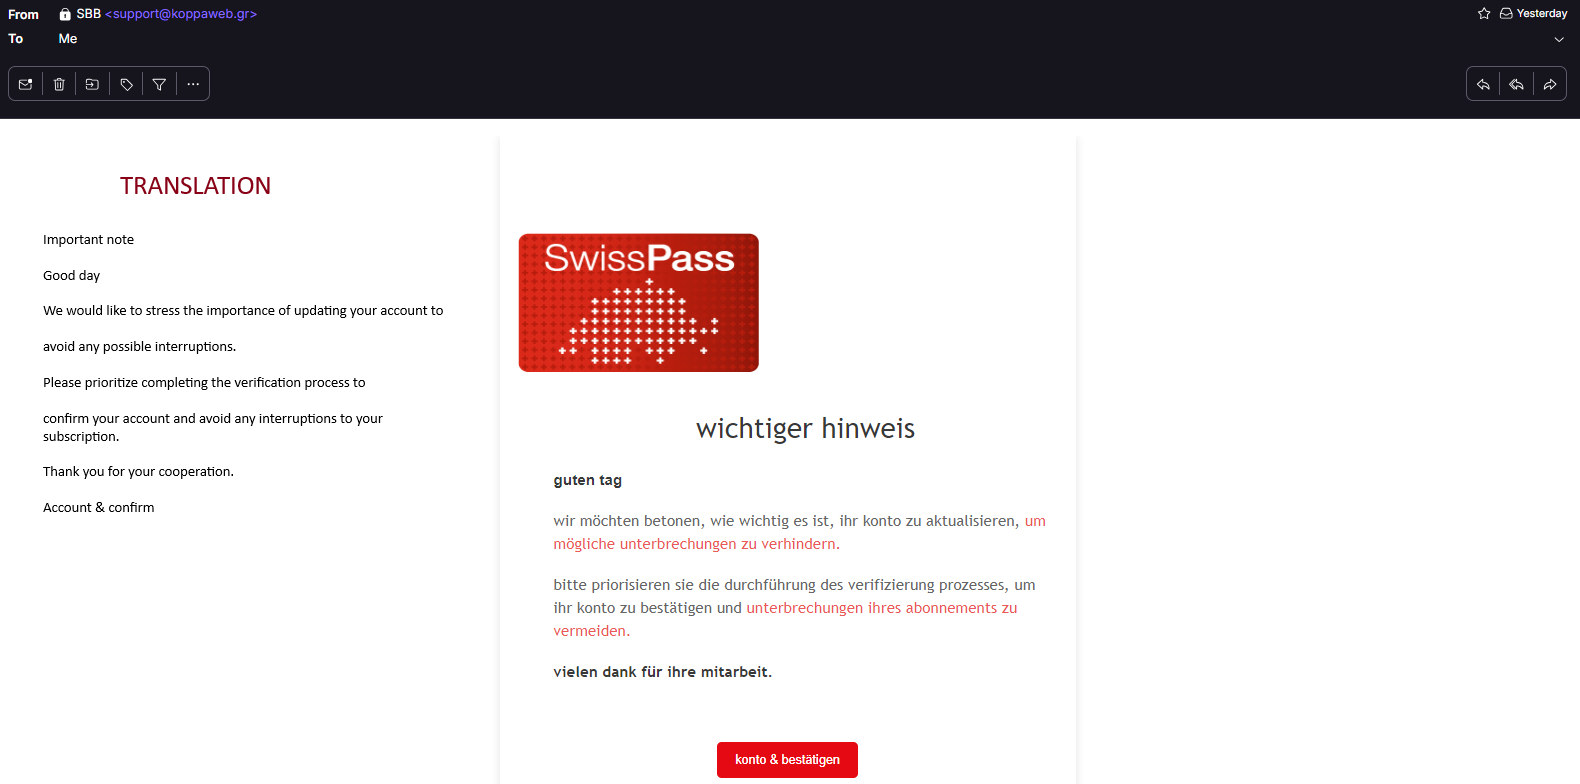 From SBB <support@koppaweb.gr> Yesterday
To Me
TRANSLATION
Important note
Good day
We would like to stress the importance of updating your account to
avoid any possible interruptions.
Please prioritize completing the verification process to
confirm your account and avoid any interruptions to your
subscription.
Thank you for your cooperation.
Account & confirm
SwissPass
wichtiger hinweis
guten tag
wir möchten betonen, wie wichtig es ist, ihr konto zu aktualisieren, um
mögliche unterbrechungen zu verhindern.
bitte priorisieren sie die durchführung des verifizierung prozesses, um
ihr konto zu bestätigen und unterbrechungen ihres abonnements zu
vermeiden.
vielen dank für ihre mitarbeit.
konto & bestätigen